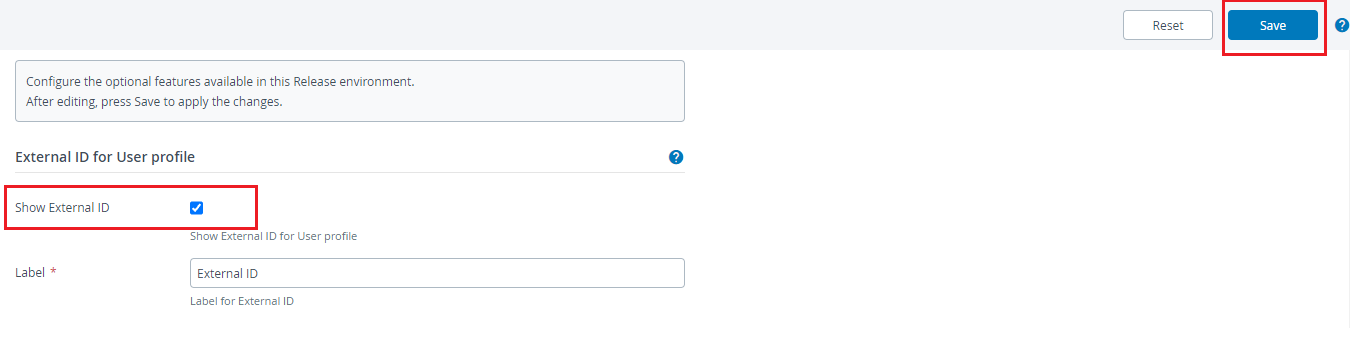 Reset
Save
?
Configure the optional features available in this Release environment.
After editing, press Save to apply the changes.
External ID for User profile
?
Show External ID
Show External ID for User profile
Label *
External ID
Label for External ID